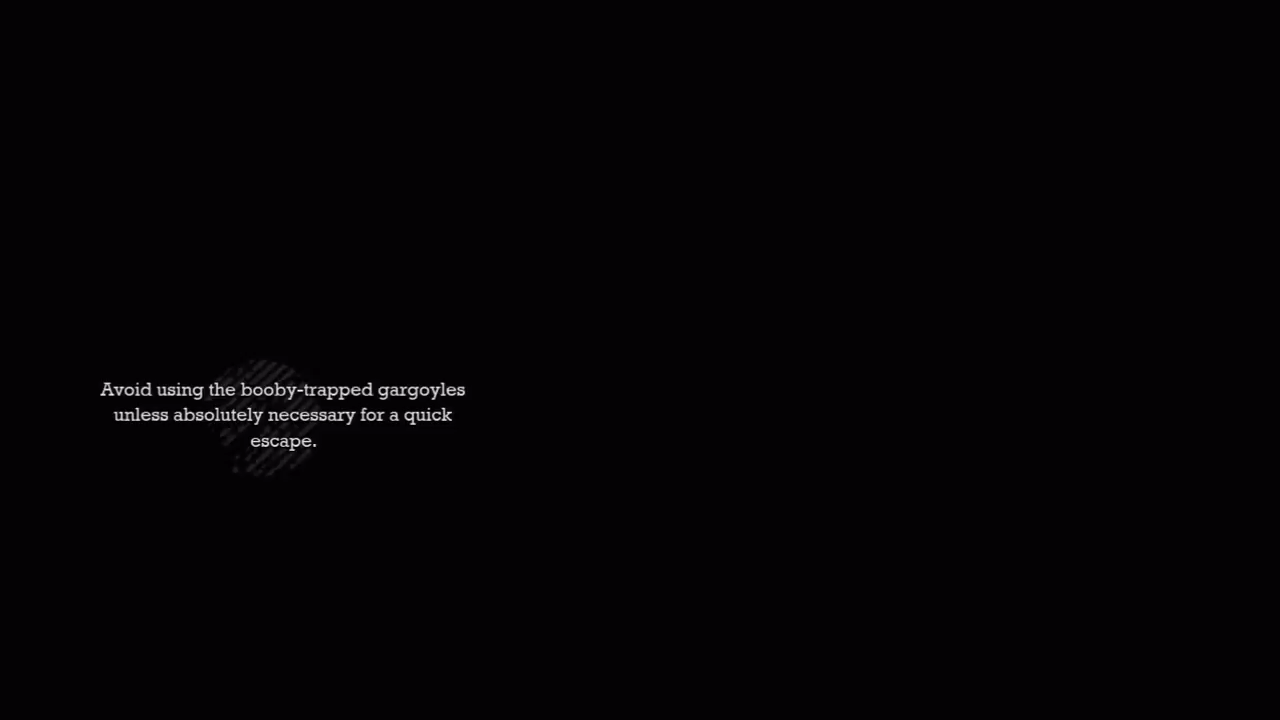 Avoid using the booby-trapped gargoyles
unless absolutely necessary for a quick
escape.